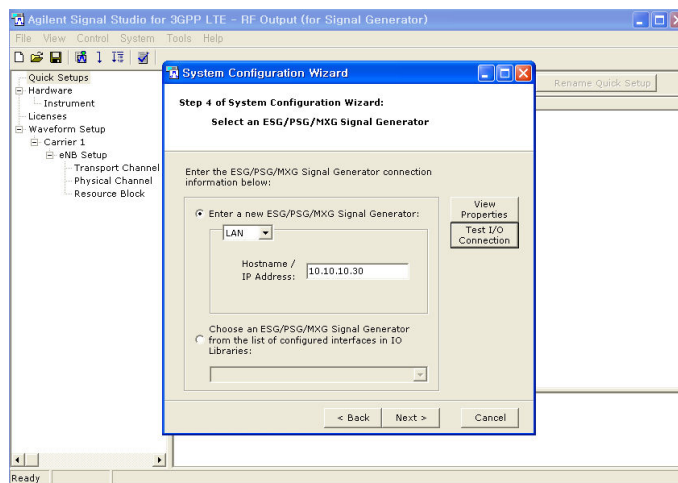 Agilent Signal Studio for 3GPP LTE - RF Output (for Signal Generator)
File View Control System Tools Help
Rename Quick Setup
Quick Setups
Hardware
Instrument
Licenses
Waveform Setup
Carrier 1
eNB Setup
Transport Channel
Physical Channel
Resource Block
System Configuration Wizard
Step 4 of System Configuration Wizard:
Select an ESG/PSG/MXG Signal Generator
Enter the ESG/PSG/MXG Signal Generator connection
information below:
Enter a new ESG/PSG/MXG Signal Generator:
LAN
Hostname /
IP Address:
10.10.10.30
View
Properties
Test I/O
Connection
Choose an ESG/PSG/MXG Signal Generator
from the list of configured interfaces in IO
Libraries:
< Back
Next >
Cancel
Ready